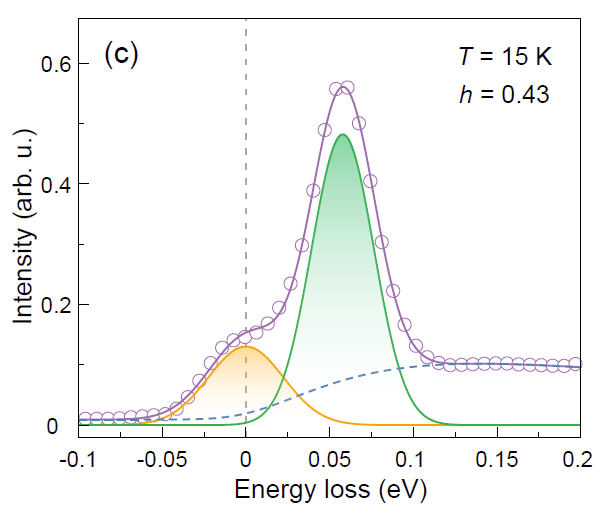 (c)
T = 15 K
h = 0.43
0.6
0.4
0.2
0
Intensity (arb. u.)
-0.1 -0.05 0 0.05 0.1 0.15 0.2
Energy loss (eV)